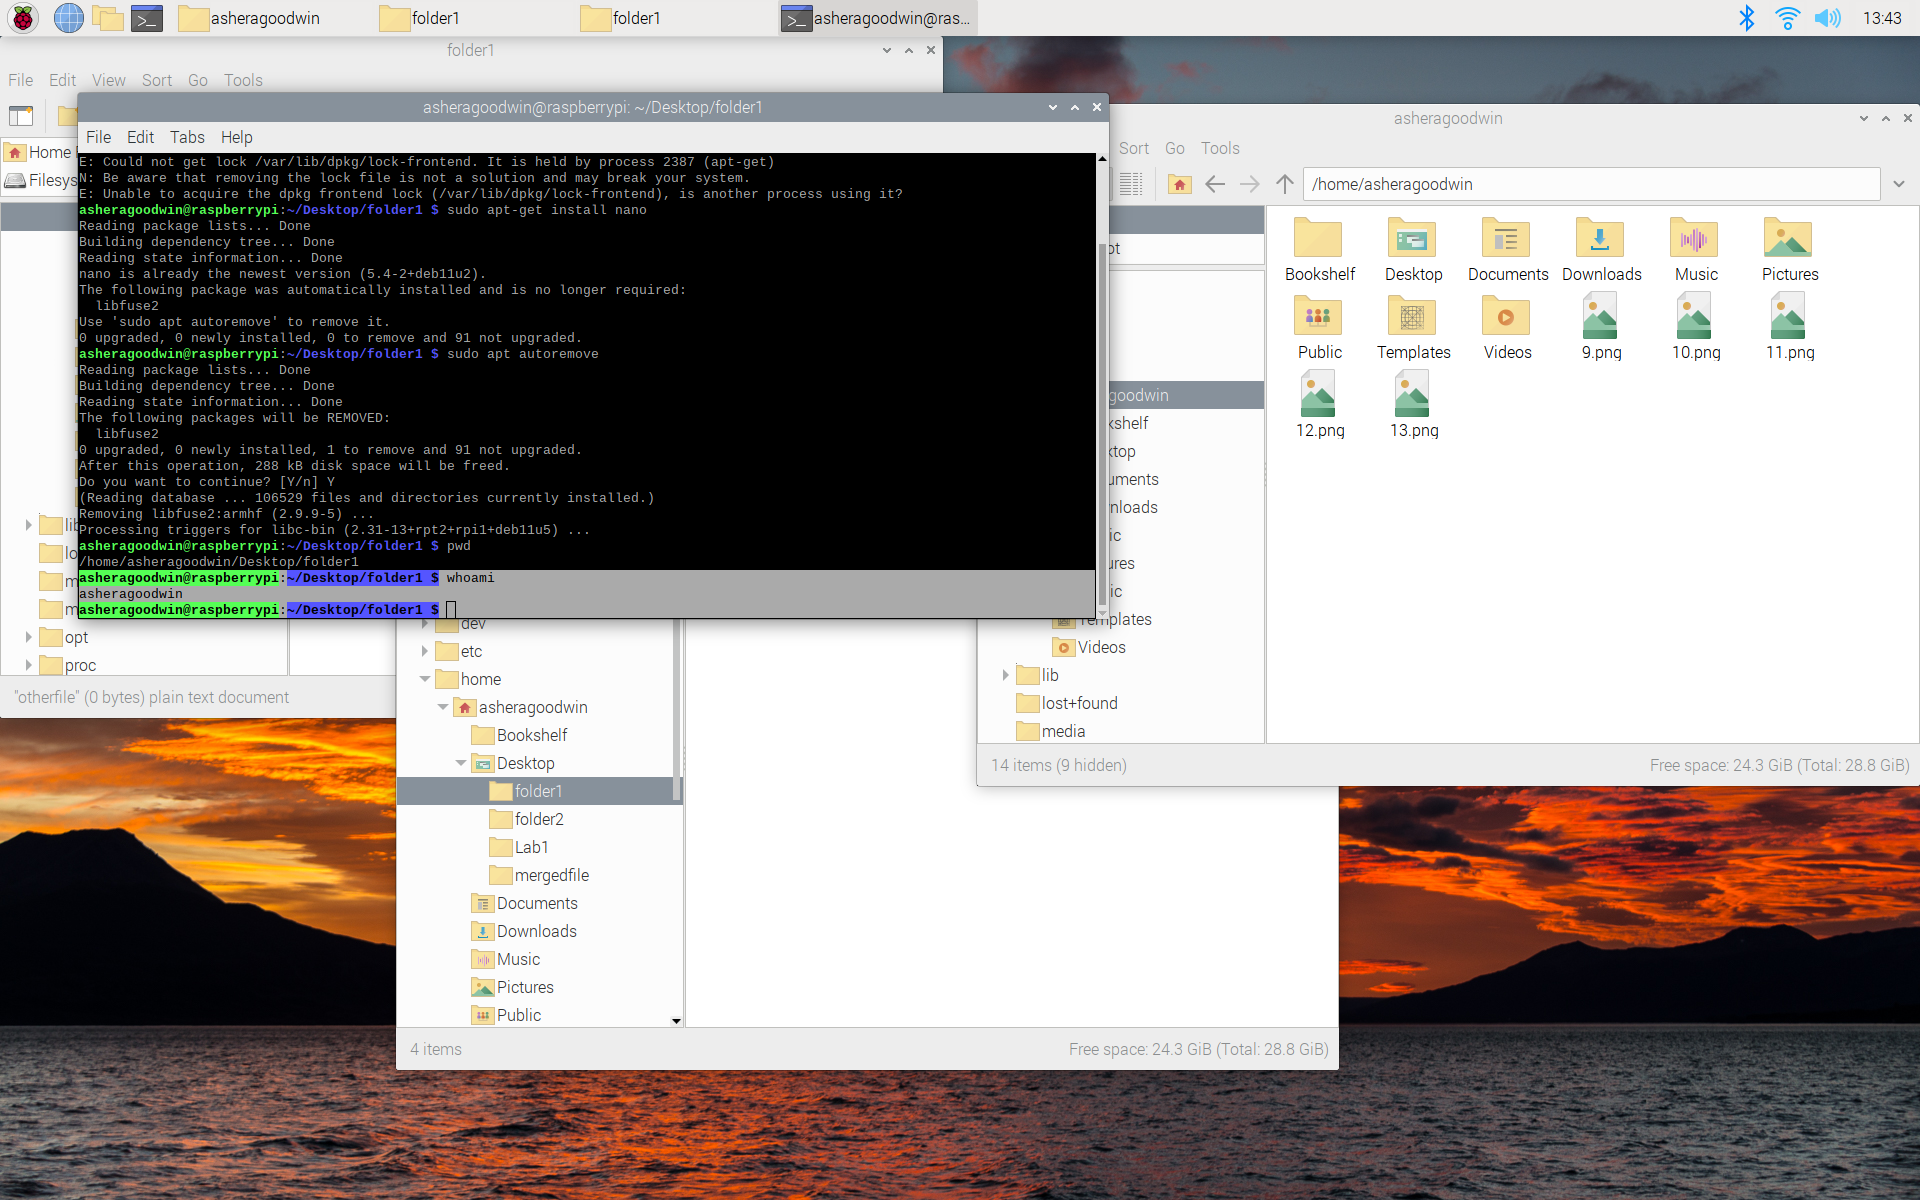 asheragoodwin
folder1
folder1
asheragoodwin@ras...
13:43
folder1
File Edit View Sort Go Tools
Home
Filesys
asheragoodwin@raspberrypi: ~/Desktop/folder1
File Edit Tabs Help
E: Could not get lock /var/lib/dpkg/lock-frontend. It is held by process 2387 (apt-get)
N: Be aware that removing the lock file is not a solution and may break your system.
E: Unable to acquire the dpkg frontend lock (/var/lib/dpkg/lock-frontend), is another process using it?
asheragoodwin@raspberrypi:~/Desktop/folder1 $ sudo apt-get install nano
Reading package lists... Done
Building dependency tree... Done
Reading state information... Done
nano is already the newest version (5.4-2+deb11u2).
The following package was automatically installed and is no longer required:
libfuse2
Use 'sudo apt autoremove' to remove it.
0 upgraded, 0 newly installed, 0 to remove and 91 not upgraded.
asheragoodwin@raspberrypi:~/Desktop/folder1 $ sudo apt autoremove
Reading package lists... Done
Building dependency tree... Done
Reading state information... Done
The following packages will be REMOVED:
libfuse2
0 upgraded, 0 newly installed, 1 to remove and 91 not upgraded.
After this operation, 288 kB disk space will be freed.
Do you want to continue? [Y/n] Y
(Reading database ... 106529 files and directories currently installed.)
Removing libfuse2:armhf (2.9.9-5) ...
Processing triggers for libc-bin (2.31-13+rpt2+rpi1+deb11u5) ...
asheragoodwin@raspberrypi:~/Desktop/folder1 $ pwd
/home/asheragoodwin/Desktop/folder1
asheragoodwin@raspberrypi:~/Desktop/folder1 $ whoami
asheragoodwin
asheragoodwin@raspberrypi:~/Desktop/folder1 $
lib
lo
m
m
opt
proc
"otherfile" (0 bytes) plain text document
dev
etc
home
asheragoodwin
Bookshelf
Desktop
folder1
folder2
Lab1
mergedfile
Documents
Downloads
Music
Pictures
Public
4 items
Free space: 24.3 GiB (Total: 28.8 GiB)
asheragoodwin
Sort Go Tools
/home/asheragoodwin
ot
goodwin
kshelf
ktop
uments
nloads
ic
ures
ic
Templates
Videos
lib
lost+found
media
Bookshelf
Desktop
Documents
Downloads
Music
Pictures
Public
Templates
Videos
9.png
10.png
11.png
12.png
13.png
14 items (9 hidden)
Free space: 24.3 GiB (Total: 28.8 GiB)